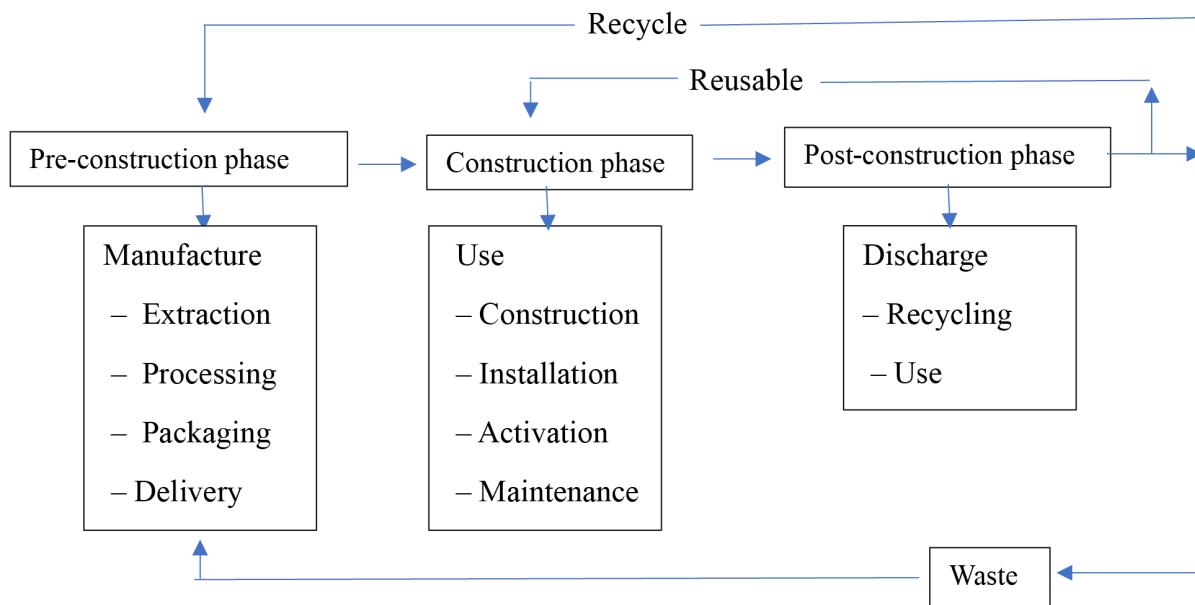 Recycle
Reusable
Pre-construction phase
Construction phase
Post-construction phase
Manufacture
– Extraction
– Processing
– Packaging
– Delivery
Use
– Construction
– Installation
– Activation
– Maintenance
Discharge
– Recycling
– Use
Waste